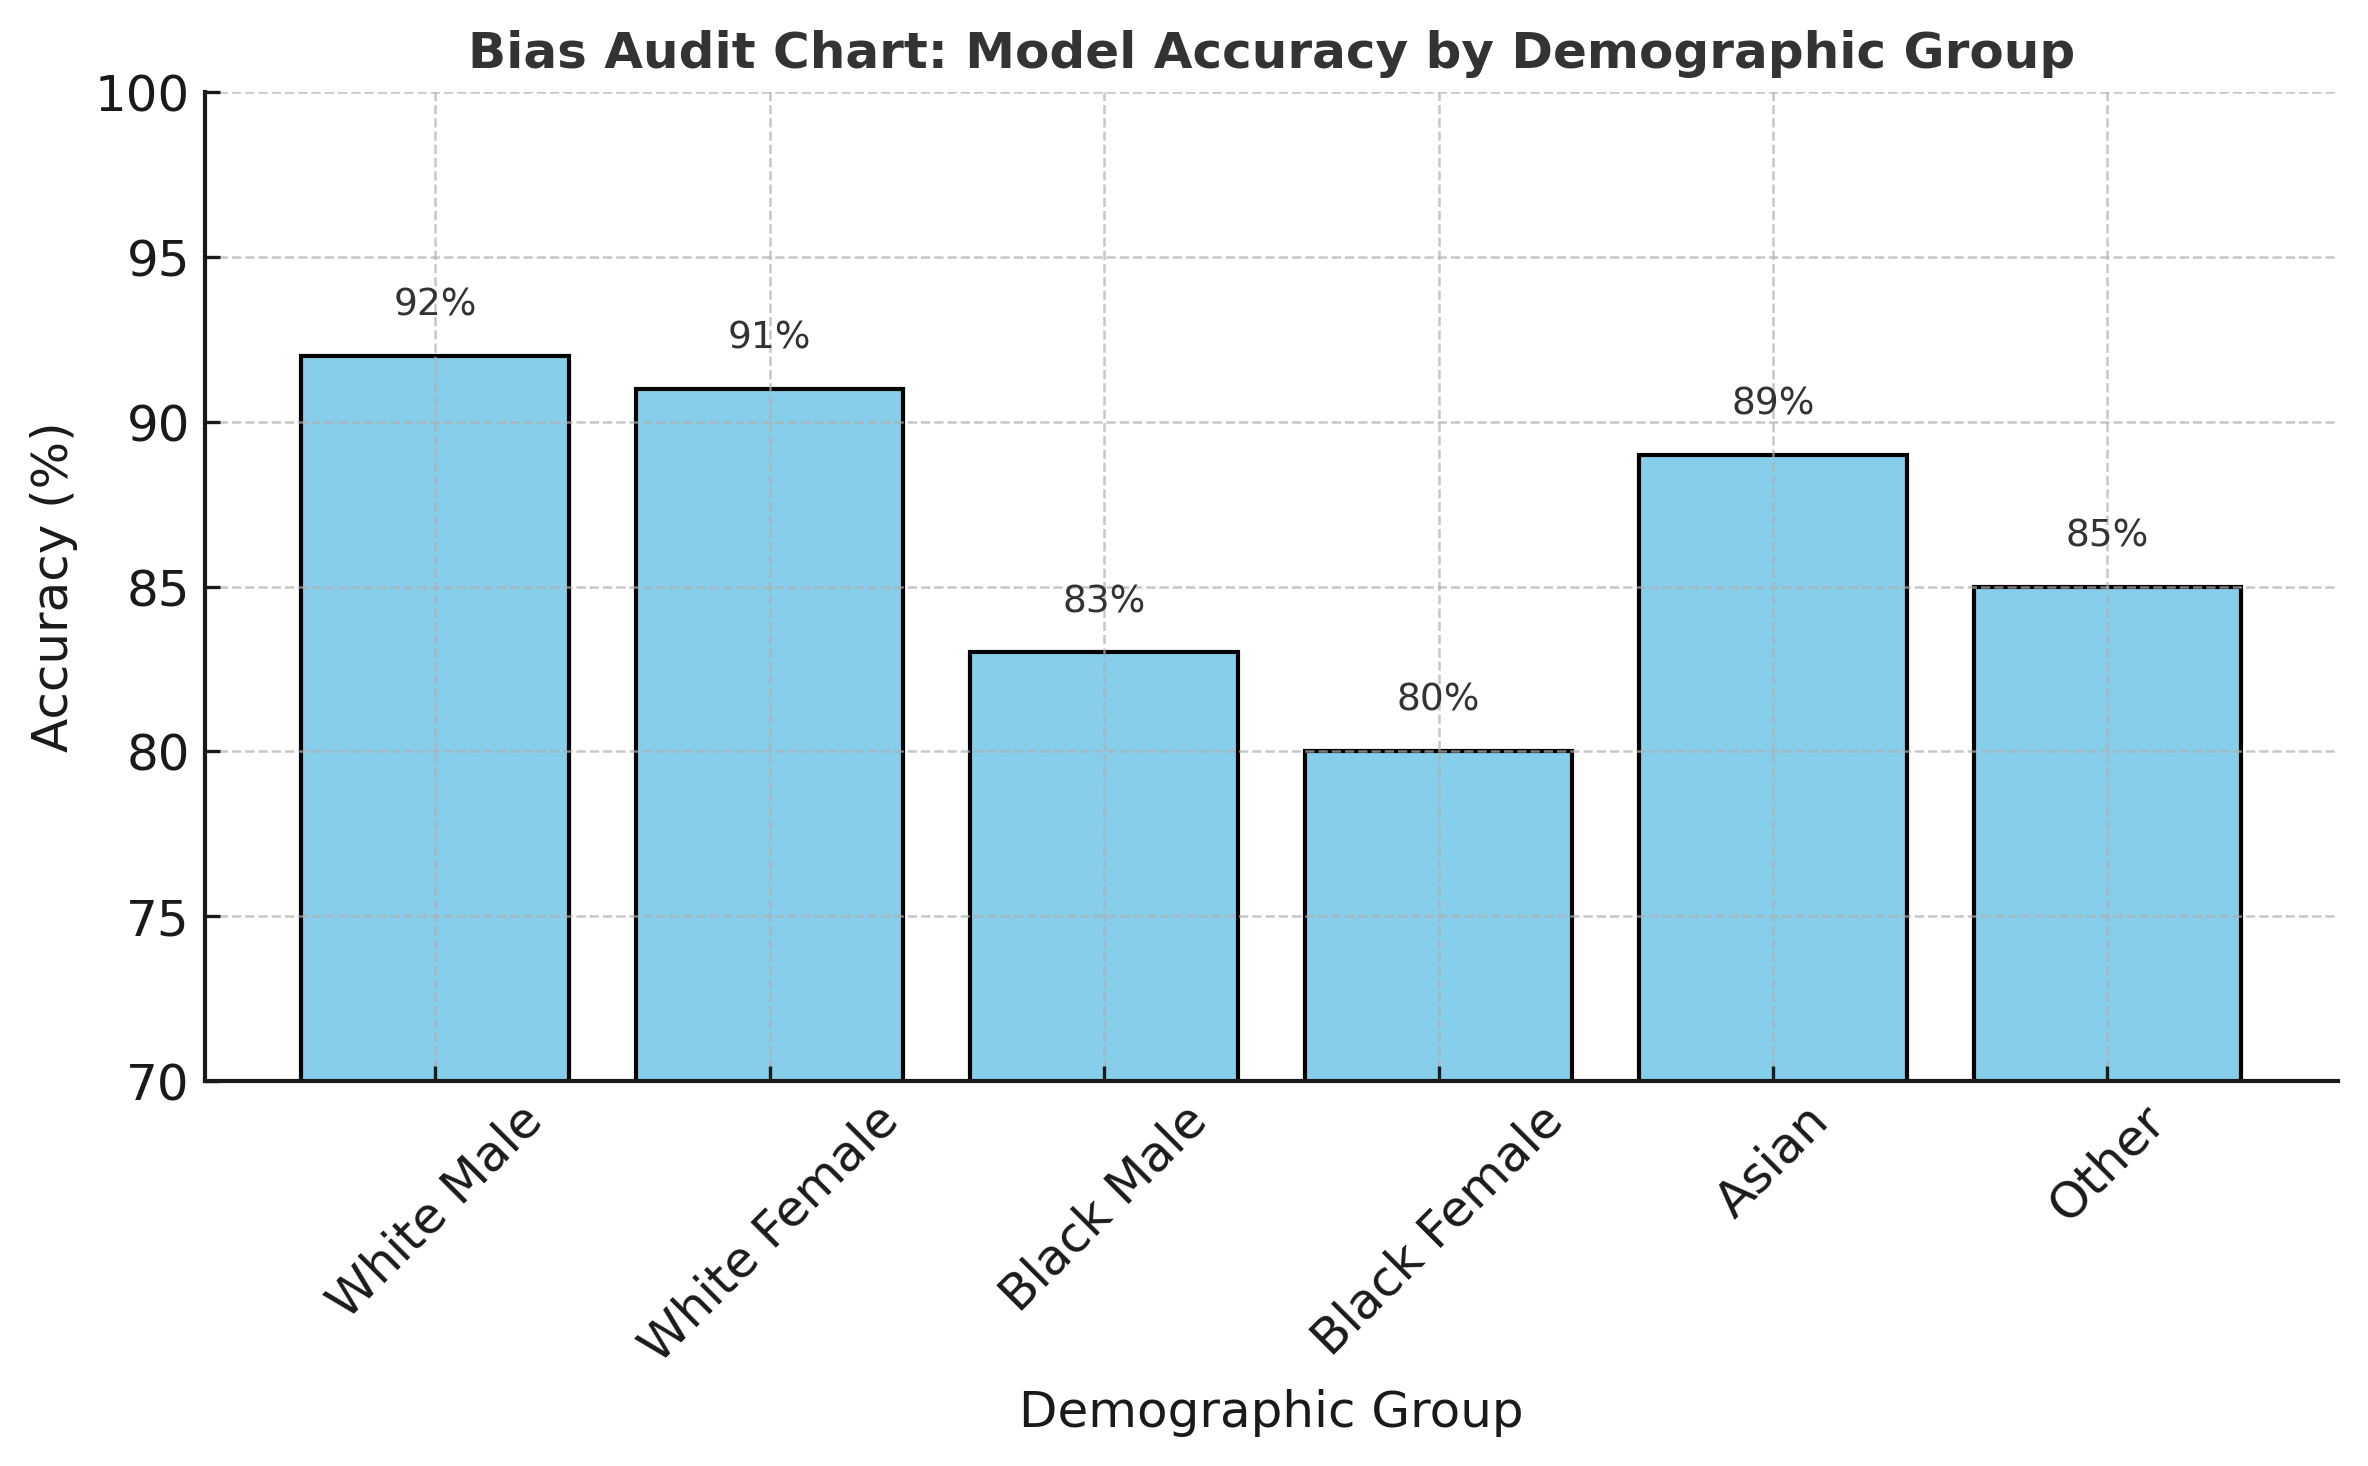 Bias Audit Chart: Model Accuracy by Demographic Group
Accuracy (%)
100
95
90
85
80
75
70
92%
91%
83%
80%
89%
85%
White Male
White Female
Black Male
Black Female
Asian
Other
Demographic Group